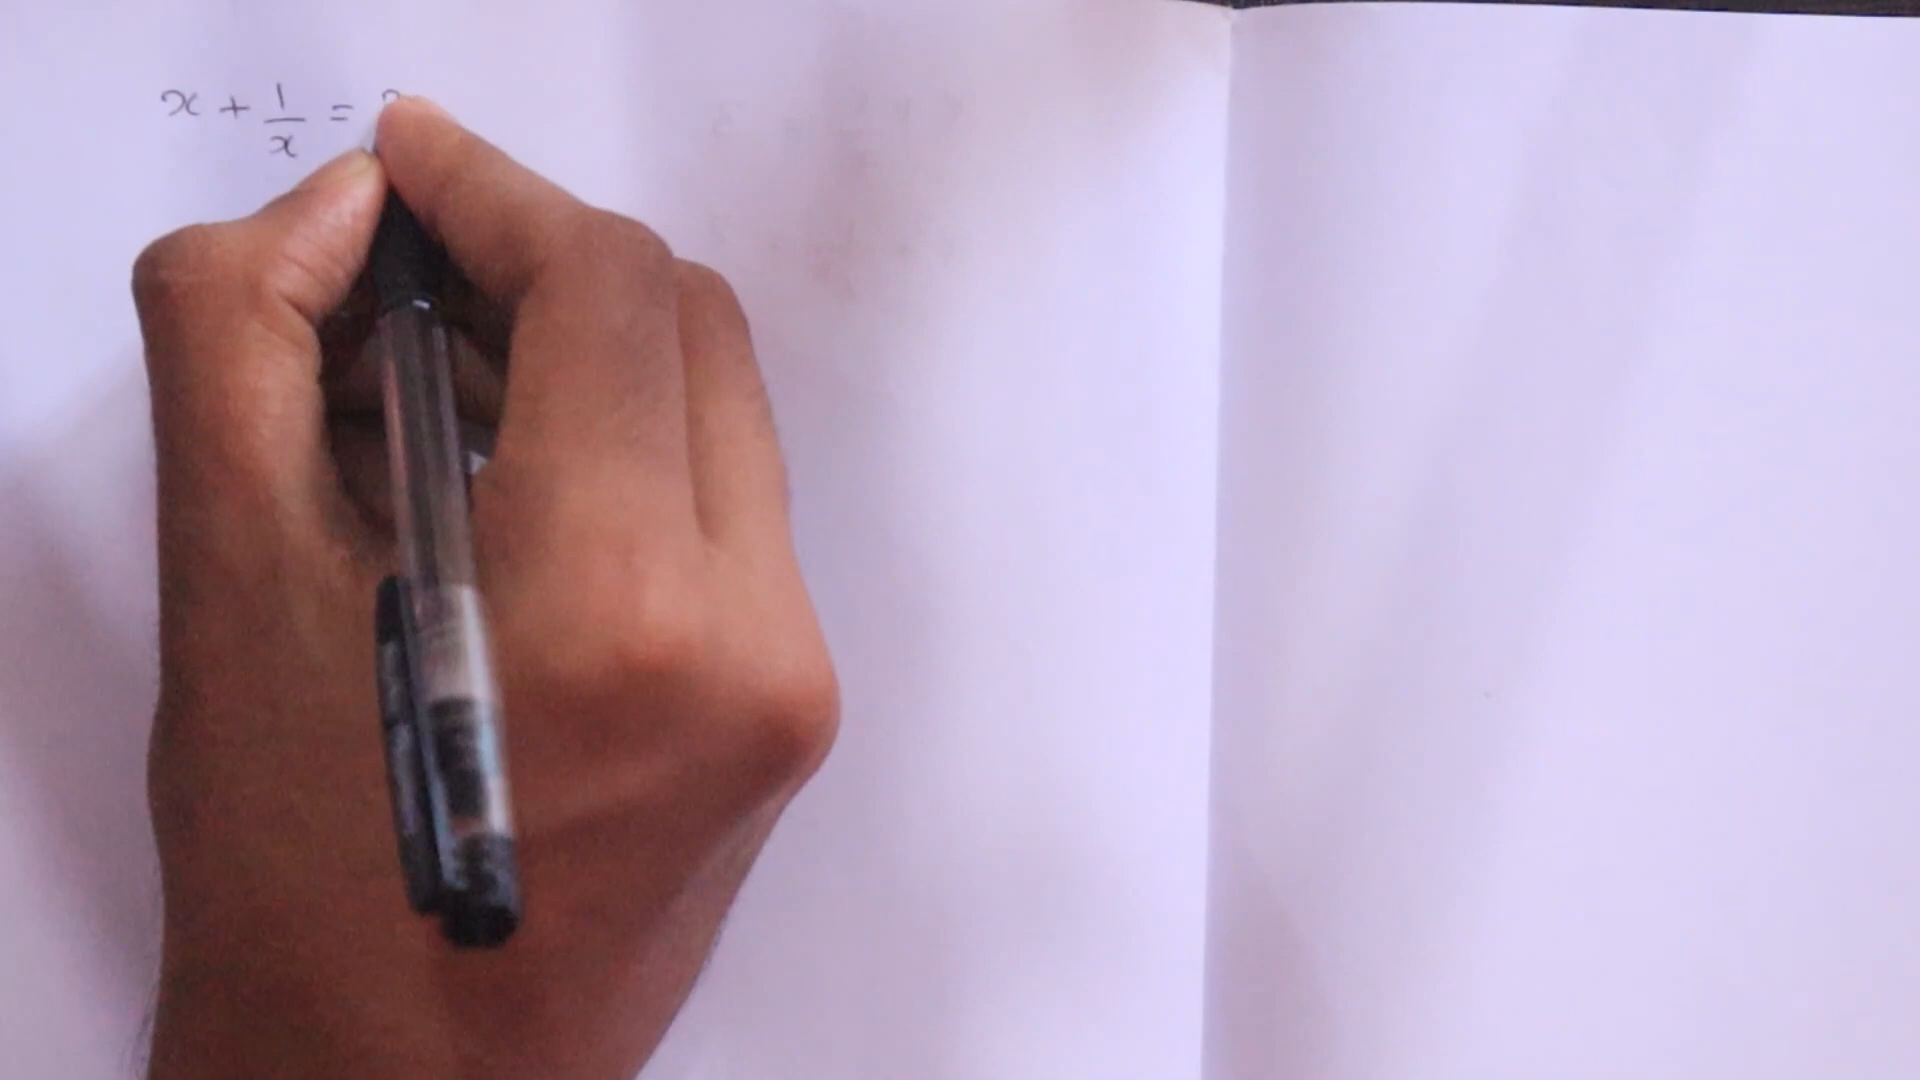 x + 1/x =